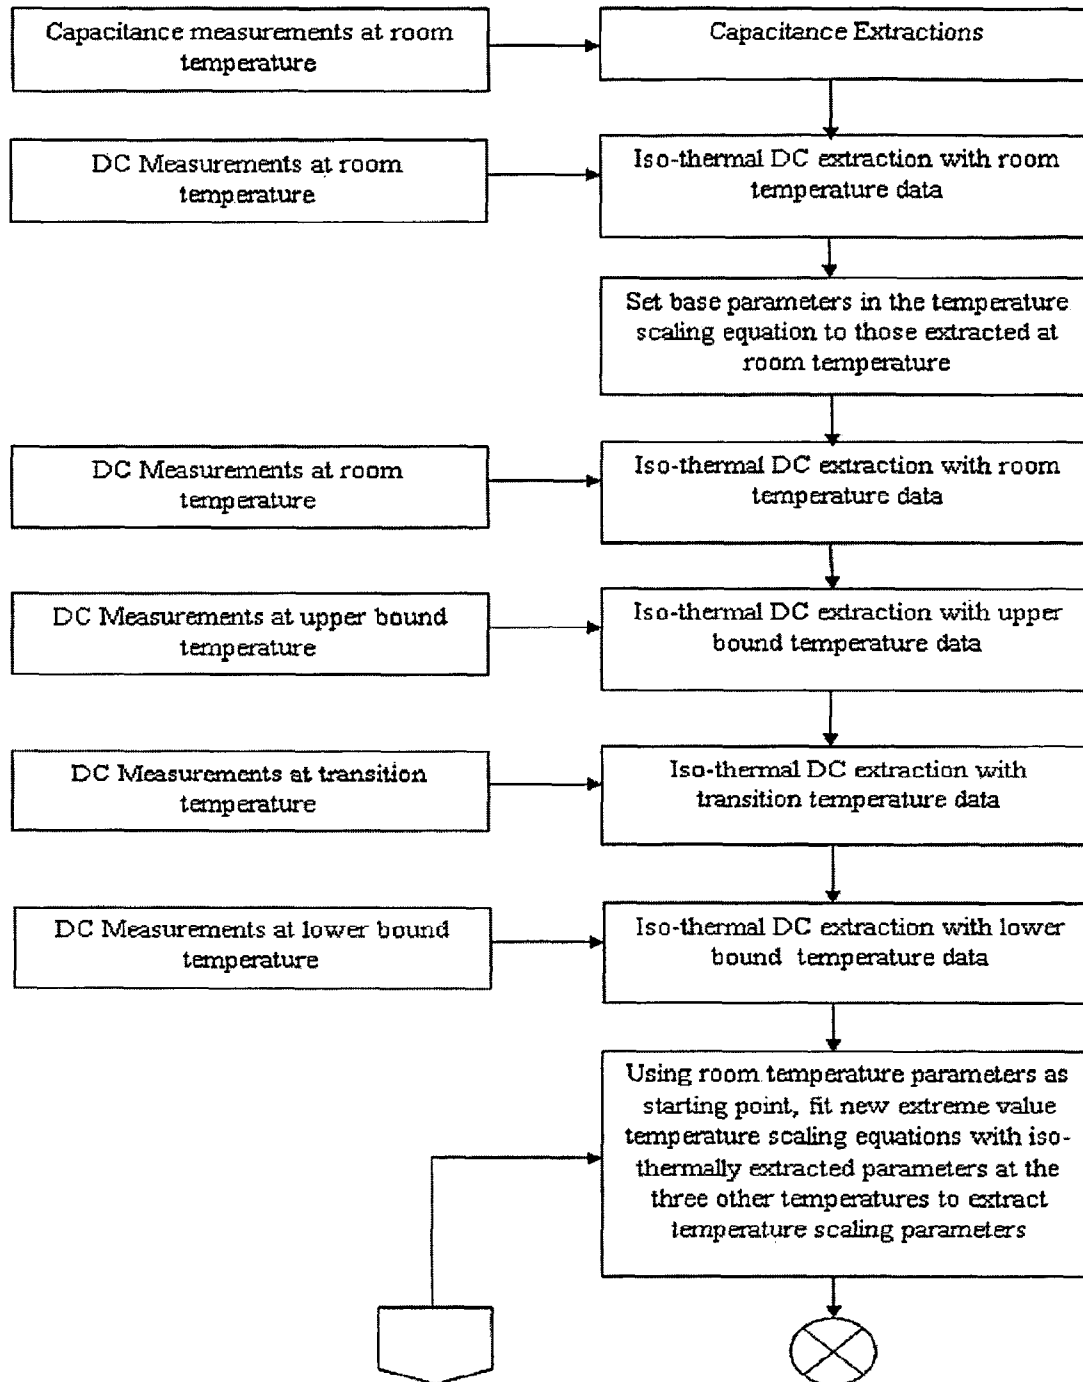 Capacitance measurements at room
temperature
Capacitance Extractions
DC Measurements at room
temperature
Iso-thermal DC extraction with room
temperature data
Set base parameters in the temperature
scaling equation to those extracted at
room temperature
DC Measurements at room
temperature
Iso-thermal DC extraction with room
temperature data
DC Measurements at upper bound
temperature
Iso-thermal DC extraction with upper
bound temperature data
DC Measurements at transition
temperature
Iso-thermal DC extraction with
transition temperature data
DC Measurements at lower bound
temperature
Iso-thermal DC extraction with lower
bound temperature data
Using room temperature parameters as
starting point, fit new extreme value
temperature scaling equations with iso-
thermally extracted parameters at the
three other temperatures to extract
temperature scaling parameters